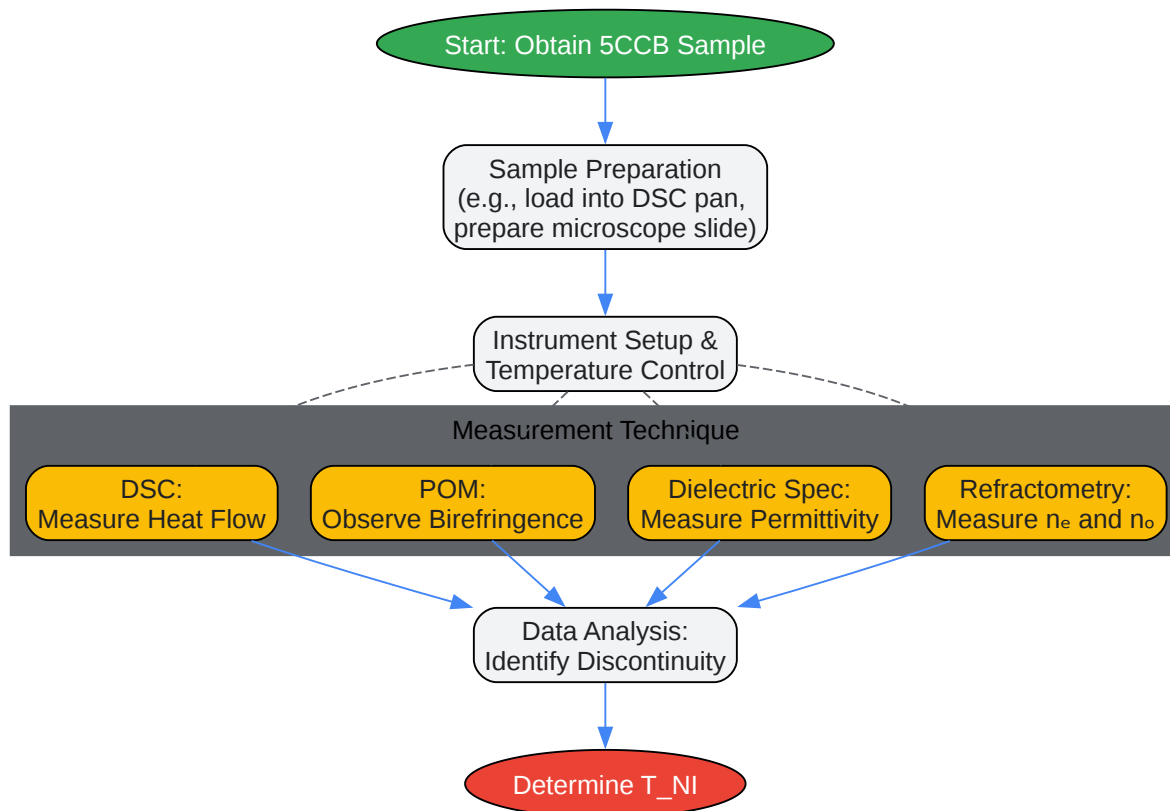 Start: Obtain 5CCB Sample
Sample Preparation
(e.g., load into DSC pan,
prepare microscope slide)
Instrument Setup &
Temperature Control
Measurement Technique
DSC:
Measure Heat Flow
POM:
Observe Birefringence
Dielectric Spec:
Measure Permittivity
Refractometry:
Measure nₑ and nₒ
Data Analysis:
Identify Discontinuity
Determine T_NI